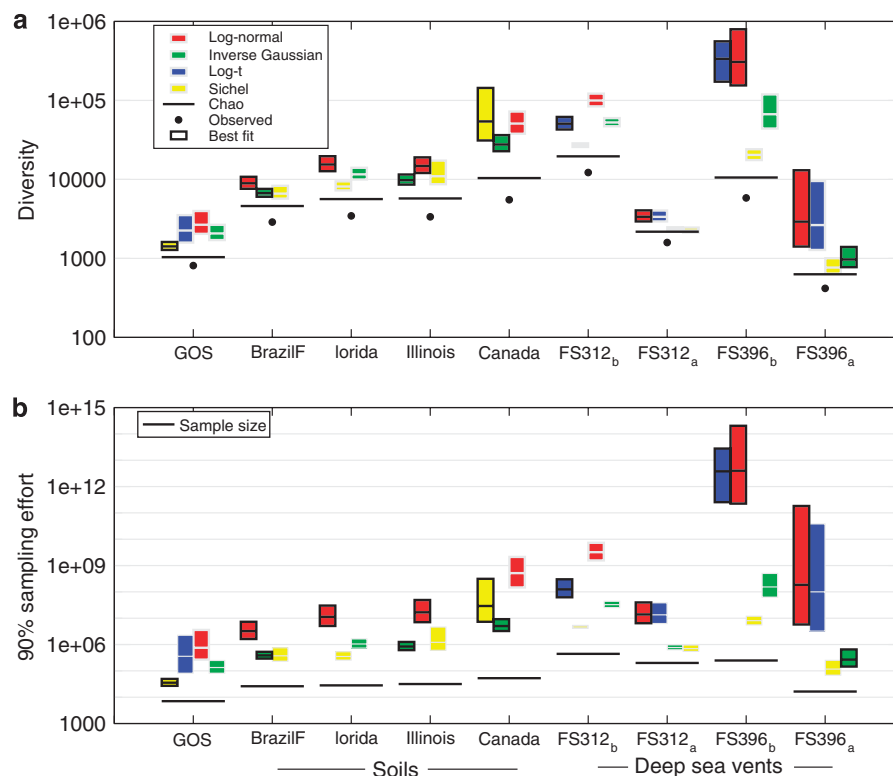 a
1e+06
1e+05
10000
1000
100
Diversity
Log-normal
Inverse Gaussian
Log-t
Sichel
Chao
Observed
Best fit
GOS BrazilF lorida Illinois Canada FS312b FS312a FS396b FS396a
b
1e+15
1e+12
1e+09
1e+06
1000
90% sampling effort
Sample size
GOS BrazilF lorida Illinois Canada FS312b FS312a FS396b FS396a
Soils Deep sea vents